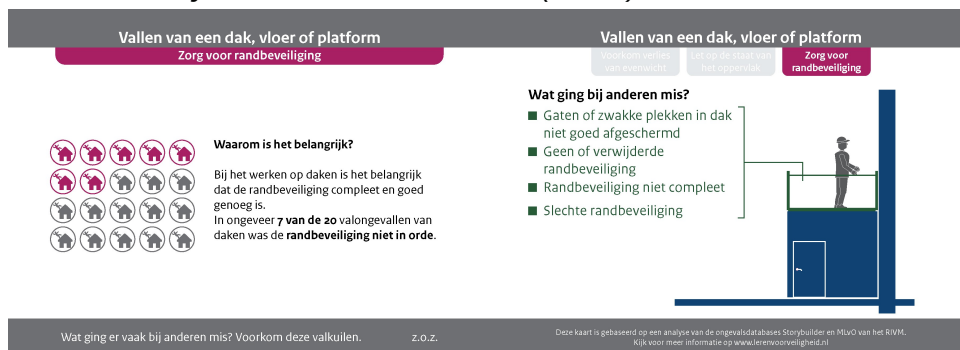 Vallen van een dak, vloer of platform
Zorg voor randbeveiliging
Waarom is het belangrijk?
Bij het werken op daken is het belangrijk
dat de randbeveiliging compleet en goed
genoeg is.
In ongeveer 7 van de 20 valongevallen van
daken was de randbeveiliging niet in orde.
Wat ging er vaak bij anderen mis? Voorkom deze valkuilen. z.o.z.
Vallen van een dak, vloer of platform
Voorkom verlies
van evenwicht
Let op de staat van
het oppervlak
Zorg voor
randbeveiliging
Wat ging bij anderen mis?
Gaten of zwakke plekken in dak
niet goed afgeschermd
Geen of verwijderde
randbeveiliging
Randbeveiliging niet compleet
Slechte randbeveiliging
Deze kaart is gebaseerd op een analyse van de ongevalsdatabases Storybuilder en MLvO van het RIVM.
Kijk voor meer informatie op www.lerenvoorveiligheid.nl